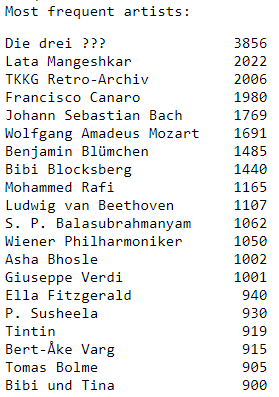 Most frequent artists:
Die drei ??? 3856
Lata Mangeshkar 2022
TKKG Retro-Archiv 2006
Francisco Canaro 1980
Johann Sebastian Bach 1769
Wolfgang Amadeus Mozart 1691
Benjamin Blümchen 1485
Bibi Blocksberg 1440
Mohammed Rafi 1165
Ludwig van Beethoven 1107
S. P. Balasubrahmanyam 1062
Wiener Philharmoniker 1050
Asha Bhosle 1002
Giuseppe Verdi 1001
Ella Fitzgerald 940
P. Susheela 930
Tintin 919
Bert-Åke Varg 915
Tomas Bolme 905
Bibi und Tina 900